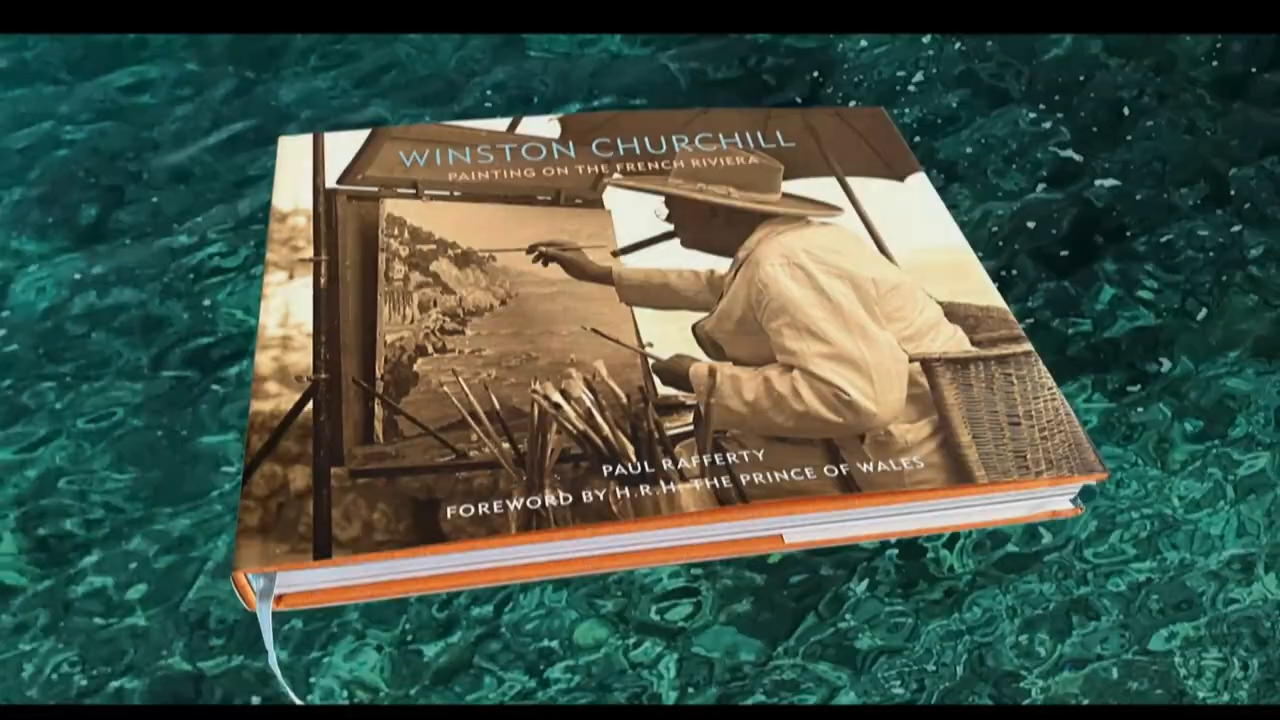 WINSTON CHURCHILL
PAINTING ON THE FRENCH RIVIERA
PAUL RAFFERTY
FOREWORD BY H.R.H. THE PRINCE OF WALES